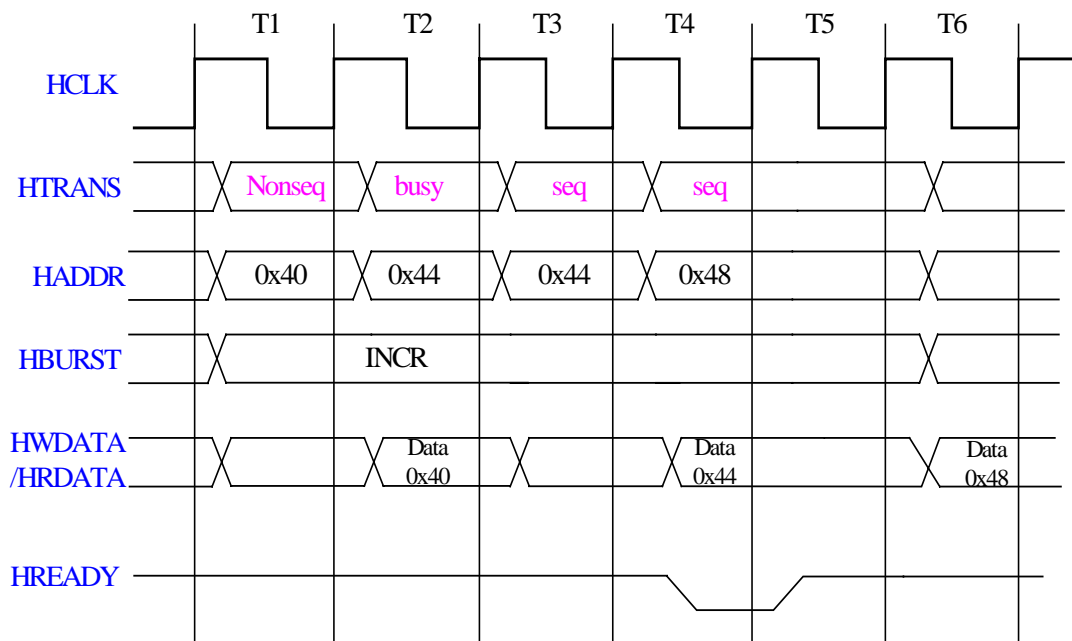 T1 T2 T3 T4 T5 T6
HCLK
HTRANS Nonseq busy seq seq
HADDR 0x40 0x44 0x44 0x48
HBURST INCR
HWDATA
/HRDATA
Data
0x40
Data
0x44
Data
0x48
HREADY